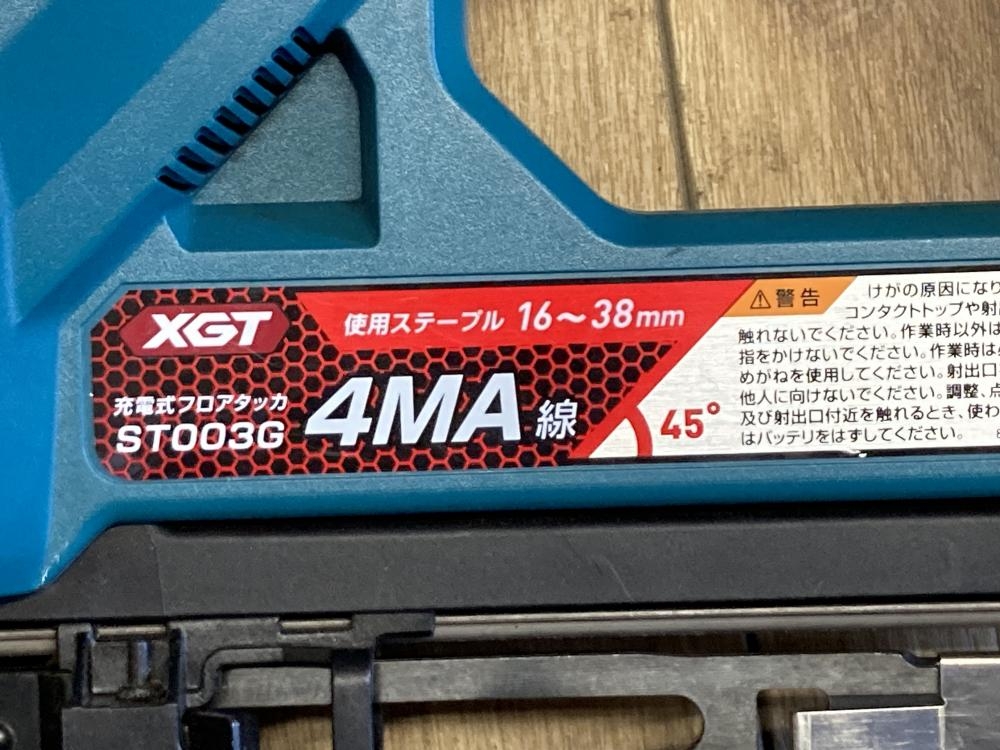 XGT
使用ステープル 16～38mm
充電式フロアタッカ
ST003G
4MA線
45°
⚠警告
けがの原因になり
コンタクトトップや射
触れないでください。作業時以外は
指をかけないでください。作業時は
めがねを使用してください。射出口
他人に向けないでください。調整、点
及び射出口付近を触れるとき、使わ
はバッテリをはずしてください。